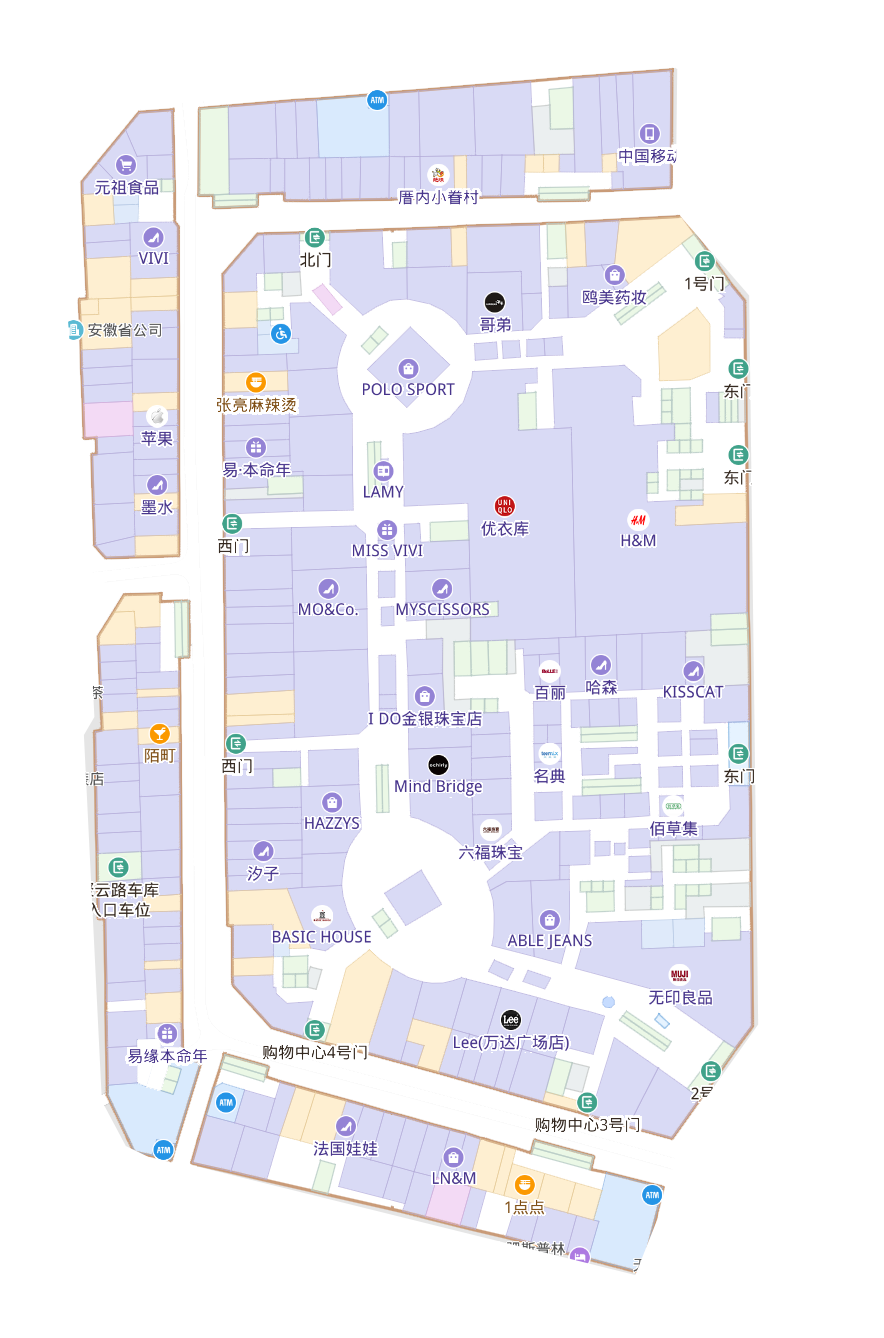 ATM
中国移动
元祖食品
厝内小眷村
VIVI
北门
1号门
鸥美药妆
哥弟
安徽省公司
POLO SPORT
东门
张亮麻辣烫
苹果
易·本命年
东门
LAMY
墨水
UNI
QLO
优衣库
H&M
H&M
西门
MISS VIVI
MO&Co.
MYSCISSORS
百丽
哈森
KISSCAT
茶
I DO金银珠宝店
陌町
西门
名典
东门
店
ochirly
Mind Bridge
HAZZYS
佰草集
六福珠宝
汐子
云路车库
入口车位
BASIC HOUSE
ABLE JEANS
MUJI
无印良品
Lee
Lee(万达广场店)
易缘本命年
购物中心4号门
2号
ATM
购物中心3号门
法国娃娃
ATM
LN&M
1点点
ATM
斯普林